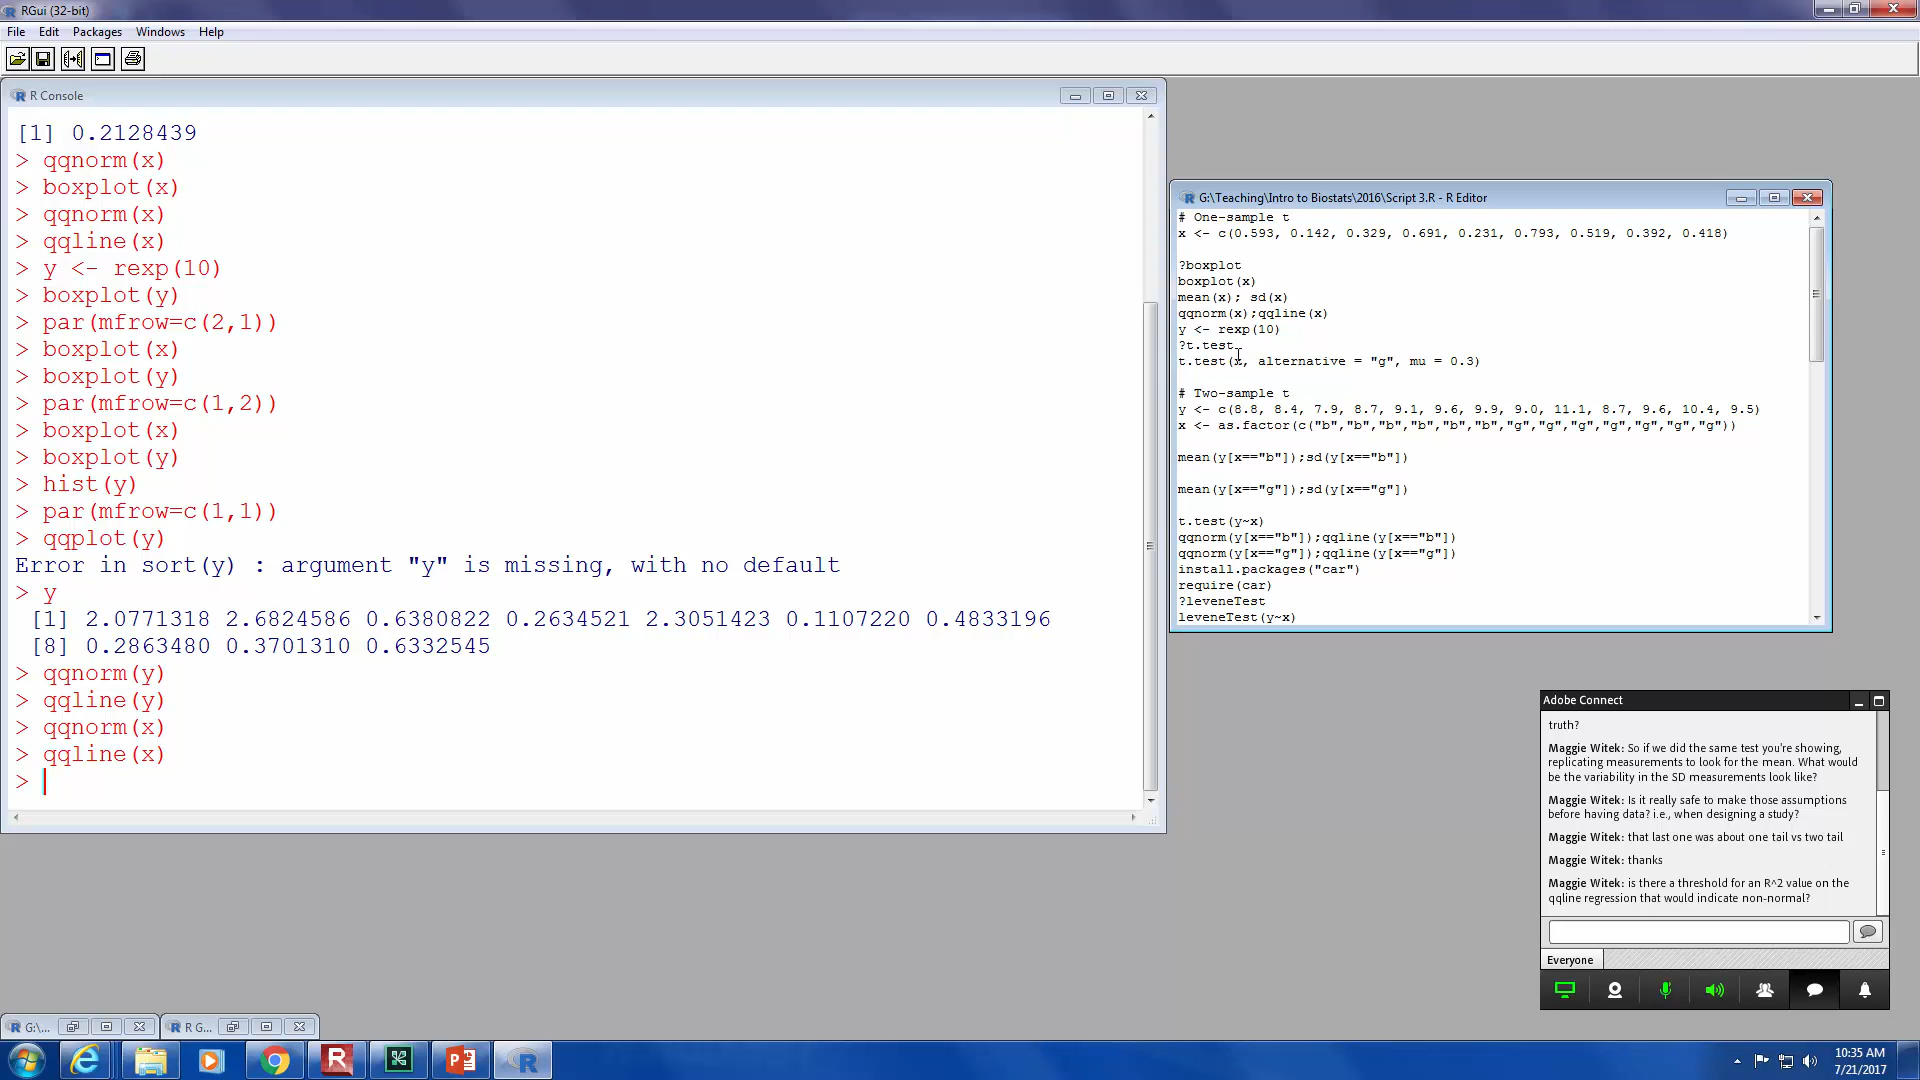 RGui (32-bit)
File Edit Packages Windows Help
R Console
[1] 0.2128439
> qqnorm(x)
> boxplot(x)
> qqnorm(x)
> qqline(x)
> y <- rexp(10)
> boxplot(y)
> par(mfrow=c(2,1))
> boxplot(x)
> boxplot(y)
> par(mfrow=c(1,2))
> boxplot(x)
> boxplot(y)
> hist(y)
> par(mfrow=c(1,1))
> qqplot(y)
Error in sort(y) : argument "y" is missing, with no default
> y
[1] 2.0771318 2.6824586 0.6380822 0.2634521 2.3051423 0.1107220 0.4833196
[8] 0.2863480 0.3701310 0.6332545
> qqnorm(y)
> qqline(y)
> qqnorm(x)
> qqline(x)
>
G:\Teaching\Intro to Biostats\2016\Script 3.R - R Editor
# One-sample t
x <- c(0.593, 0.142, 0.329, 0.691, 0.231, 0.793, 0.519, 0.392, 0.418)
?boxplot
boxplot(x)
mean(x); sd(x)
qqnorm(x);qqline(x)
y <- rexp(10)
?t.test
t.test(x, alternative = "g", mu = 0.3)
# Two-sample t
y <- c(8.8, 8.4, 7.9, 8.7, 9.1, 9.6, 9.9, 9.0, 11.1, 8.7, 9.6, 10.4, 9.5)
x <- as.factor(c("b","b","b","b","b","b","g","g","g","g","g","g","g"))
mean(y[x=="b"]);sd(y[x=="b"])
mean(y[x=="g"]);sd(y[x=="g"])
t.test(y~x)
qqnorm(y[x=="b"]);qqline(y[x=="b"])
qqnorm(y[x=="g"]);qqline(y[x=="g"])
install.packages("car")
require(car)
?leveneTest
leveneTest(y~x)
Adobe Connect
truth?
Maggie Witek: So if we did the same test you're showing,
replicating measurements to look for the mean. What would
be the variability in the SD measurements look like?
Maggie Witek: Is it really safe to make those assumptions
before having data? i.e., when designing a study?
Maggie Witek: that last one was about one tail vs two tail
Maggie Witek: thanks
Maggie Witek: is there a threshold for an R^2 value on the
qqline regression that would indicate non-normal?
Everyone
G:\...
R G...
10:35 AM
7/21/2017